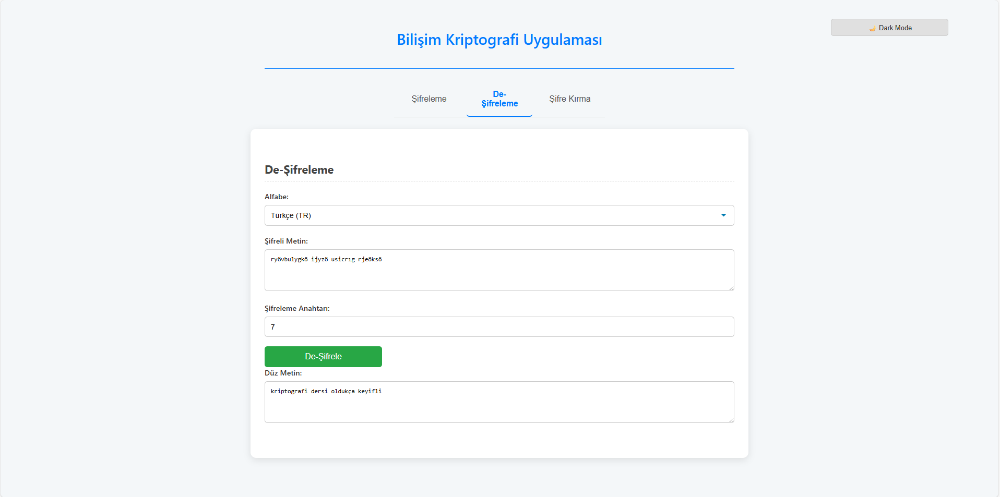 🌙 Dark Mode
Bilişim Kriptografi Uygulaması
Şifreleme
De-
Şifreleme
Şifre Kırma
De-Şifreleme
Alfabe:
Türkçe (TR)
Şifreli Metin:
ryövbulygkö ijyzö usicrıg rjeöksö
Şifreleme Anahtarı:
7
De-Şifrele
Düz Metin:
kriptografi dersi oldukça keyifli